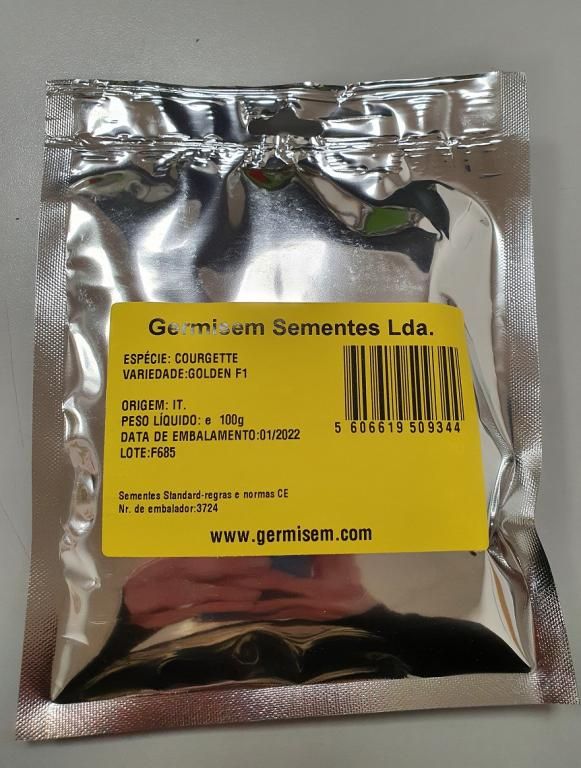 Germisem Sementes Lda.
ESPÉCIE: COURGETTE
VARIEDADE:GOLDEN F1
ORIGEM: IT.
PESO LÍQUIDO: e 100g
DATA DE EMBALAMENTO:01/2022
LOTE:F685
5 606619 509344
Sementes Standard-regras e normas CE
Nr. de embalador:3724
www.germisem.com